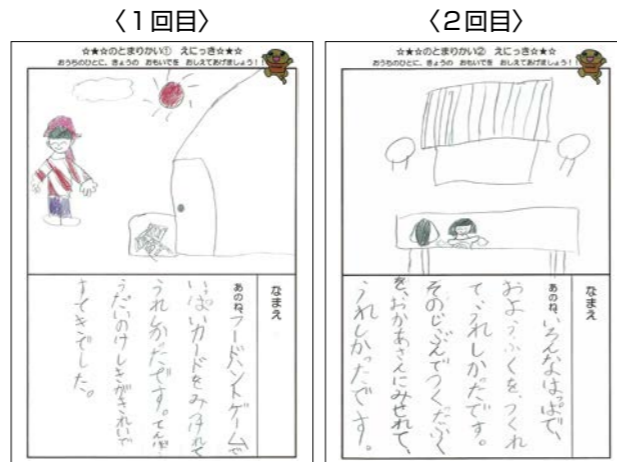 〈1回目〉
☆★☆のとまりかい① えにっき☆★☆
おうちのひとに、きょうの おもいでを おしえてあげましょう！
なまえ
あのね、フードハントゲームで
いっぱいカードをみつけれて
うれしかったです。てんぼ
うだいのけしきがきれいで
すてきでした。
〈2回目〉
☆★☆のとまりかい② えにっき☆★☆
おうちのひとに、きょうの おもいでを おしえてあげましょう！
なまえ
あのね、いろんなはっぱで、
おようふくを、つくれ
て、うれしかったです。
そのじぶんでつくったふく
を、おかあさんにみせれて、
うれしかったです。